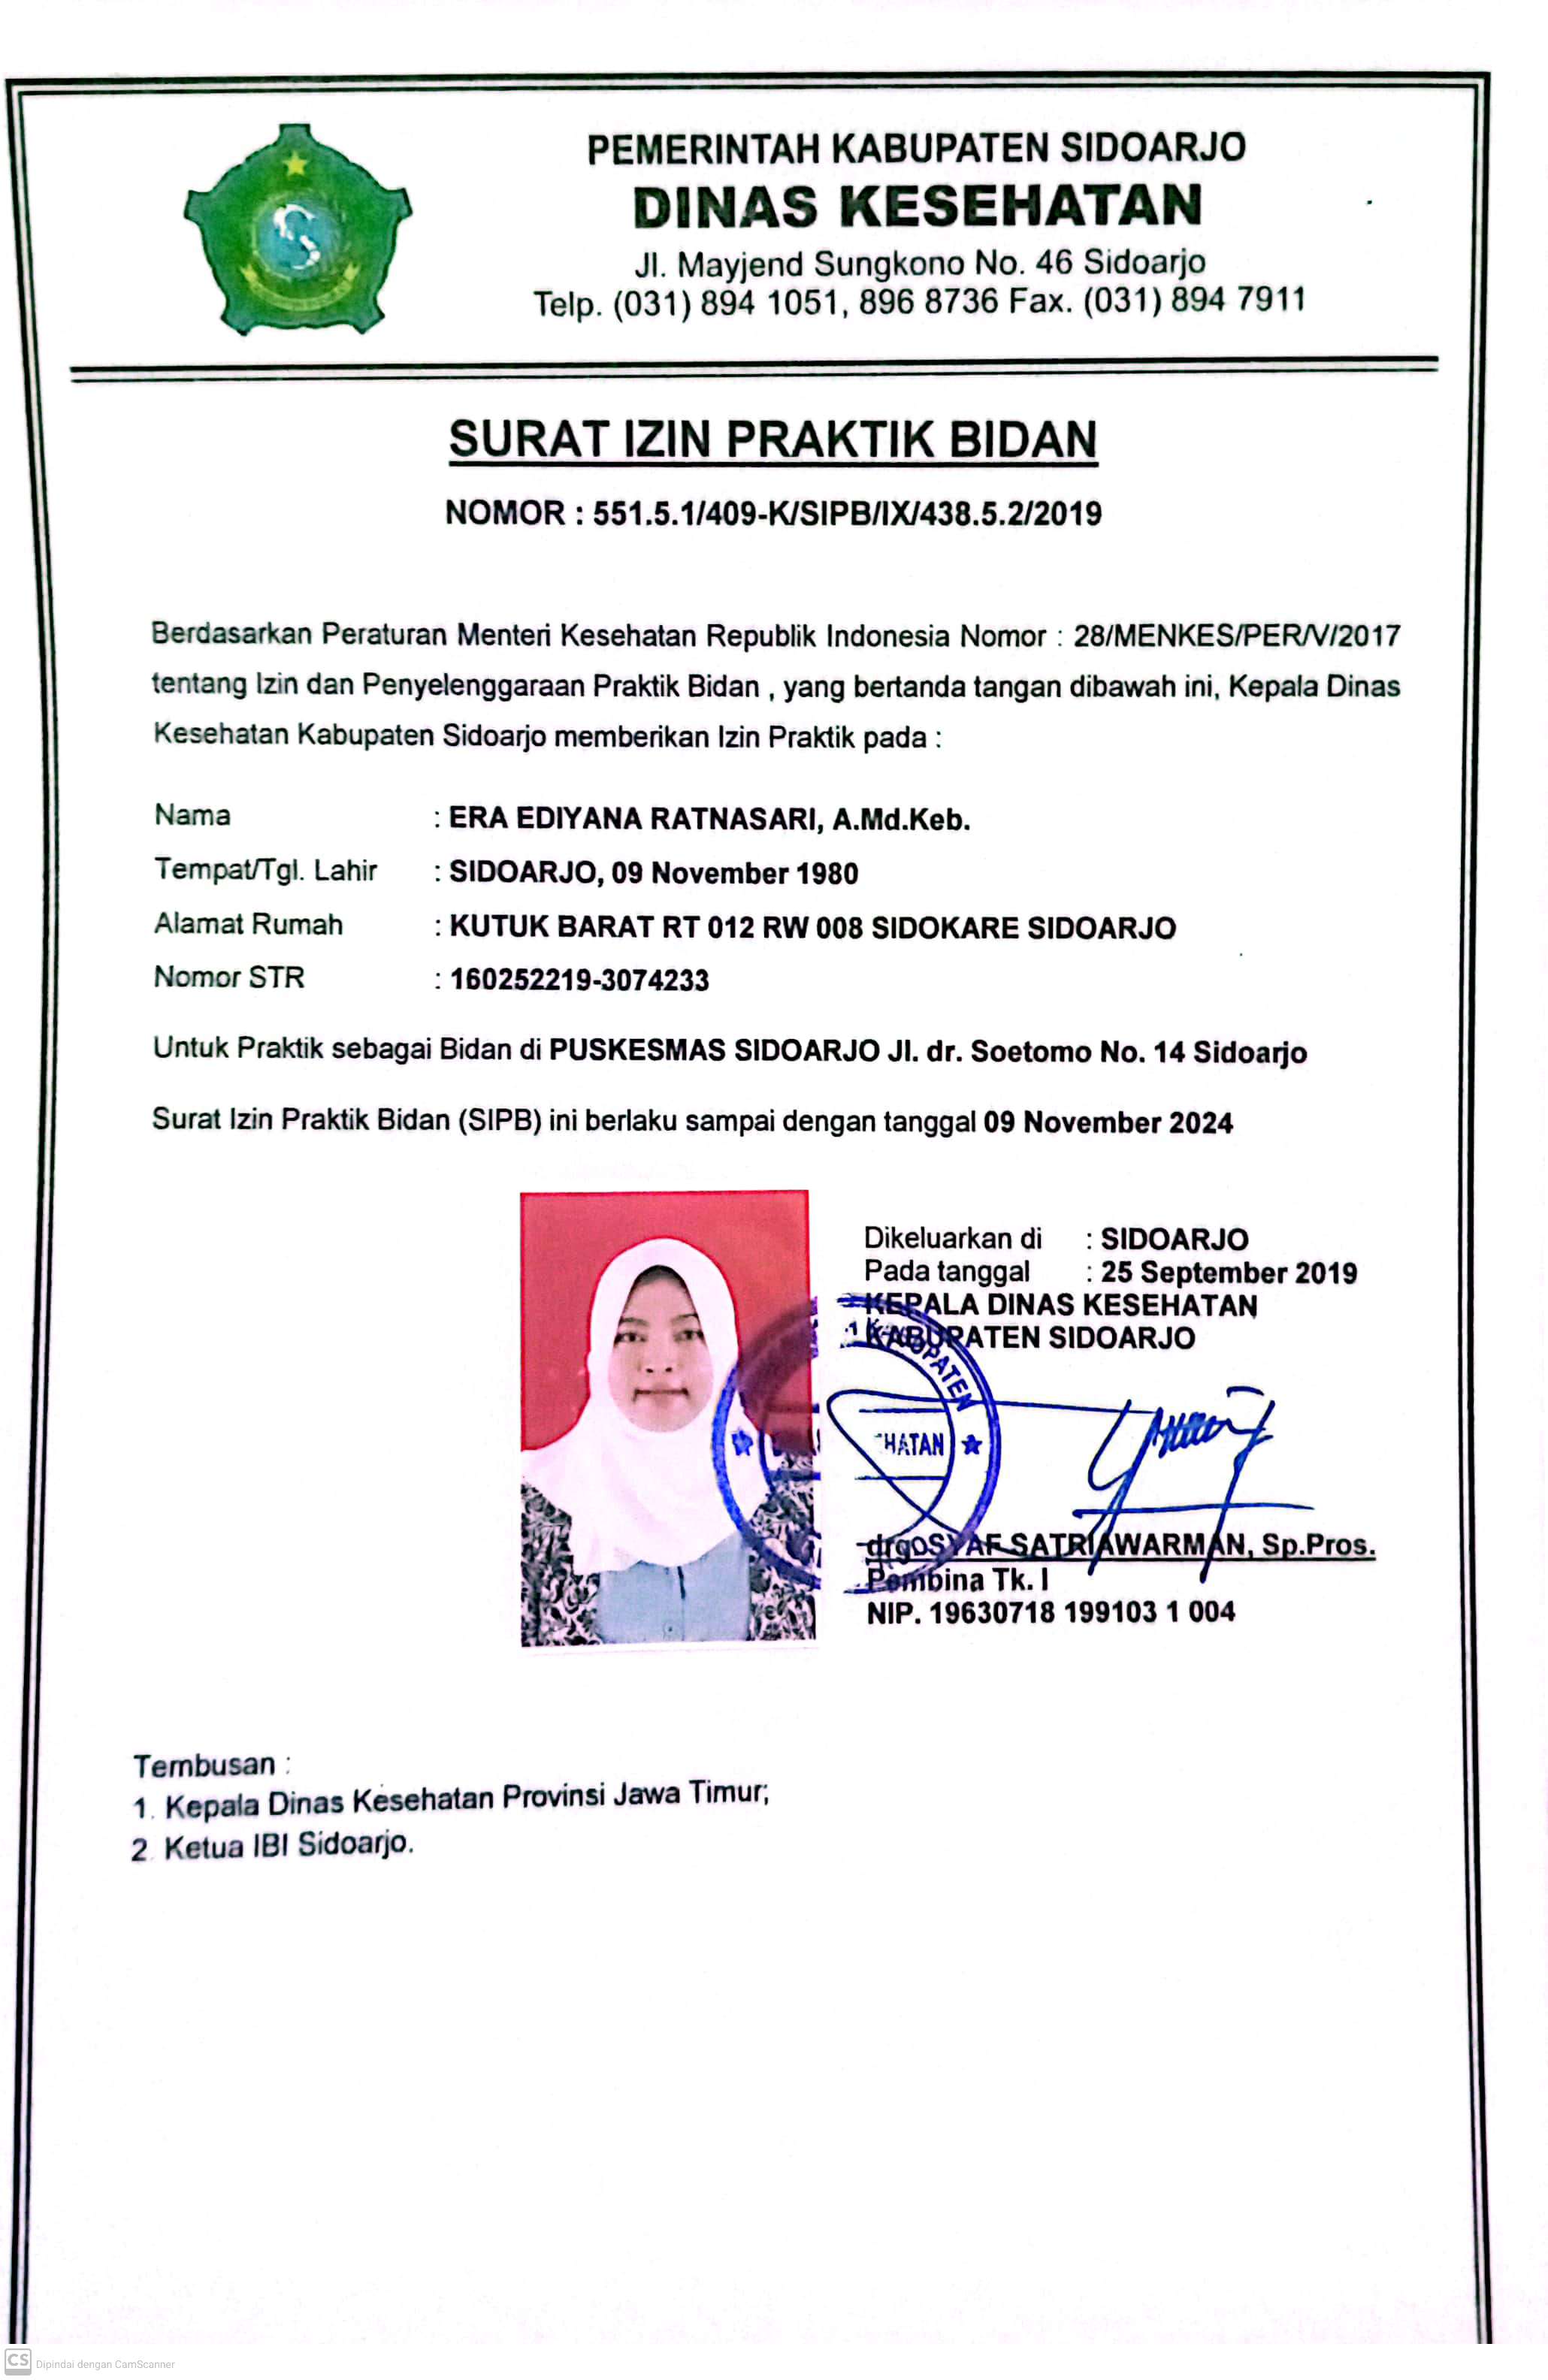 PEMERINTAH KABUPATEN SIDOARJO
DINAS KESEHATAN
Jl. Mayjend Sungkono No. 46 Sidoarjo
Telp. (031) 894 1051, 896 8736 Fax. (031) 894 7911
SURAT IZIN PRAKTIK BIDAN
NOMOR : 551.5.1/409-K/SIPB/IX/438.5.2/2019
Berdasarkan Peraturan Menteri Kesehatan Republik Indonesia Nomor : 28/MENKES/PER/V/2017
tentang Izin dan Penyelenggaraan Praktik Bidan , yang bertanda tangan dibawah ini, Kepala Dinas
Kesehatan Kabupaten Sidoarjo memberikan Izin Praktik pada :
Nama : ERA EDIYANA RATNASARI, A.Md.Keb.
Tempat/Tgl. Lahir : SIDOARJO, 09 November 1980
Alamat Rumah : KUTUK BARAT RT 012 RW 008 SIDOKARE SIDOARJO
Nomor STR : 160252219-3074233
Untuk Praktik sebagai Bidan di PUSKESMAS SIDOARJO Jl. dr. Soetomo No. 14 Sidoarjo
Surat Izin Praktik Bidan (SIPB) ini berlaku sampai dengan tanggal 09 November 2024
Dikeluarkan di : SIDOARJO
Pada tanggal : 25 September 2019
KEPALA DINAS KESEHATAN
KABUPATEN SIDOARJO
KABUPATEN
HATAN
SATRIAWARMAN, Sp.Pros.
Pembina Tk. I
NIP. 19630718 199103 1 004
Tembusan :
1. Kepala Dinas Kesehatan Provinsi Jawa Timur;
2. Ketua IBI Sidoarjo.
CS Dipindai dengan CamScanner